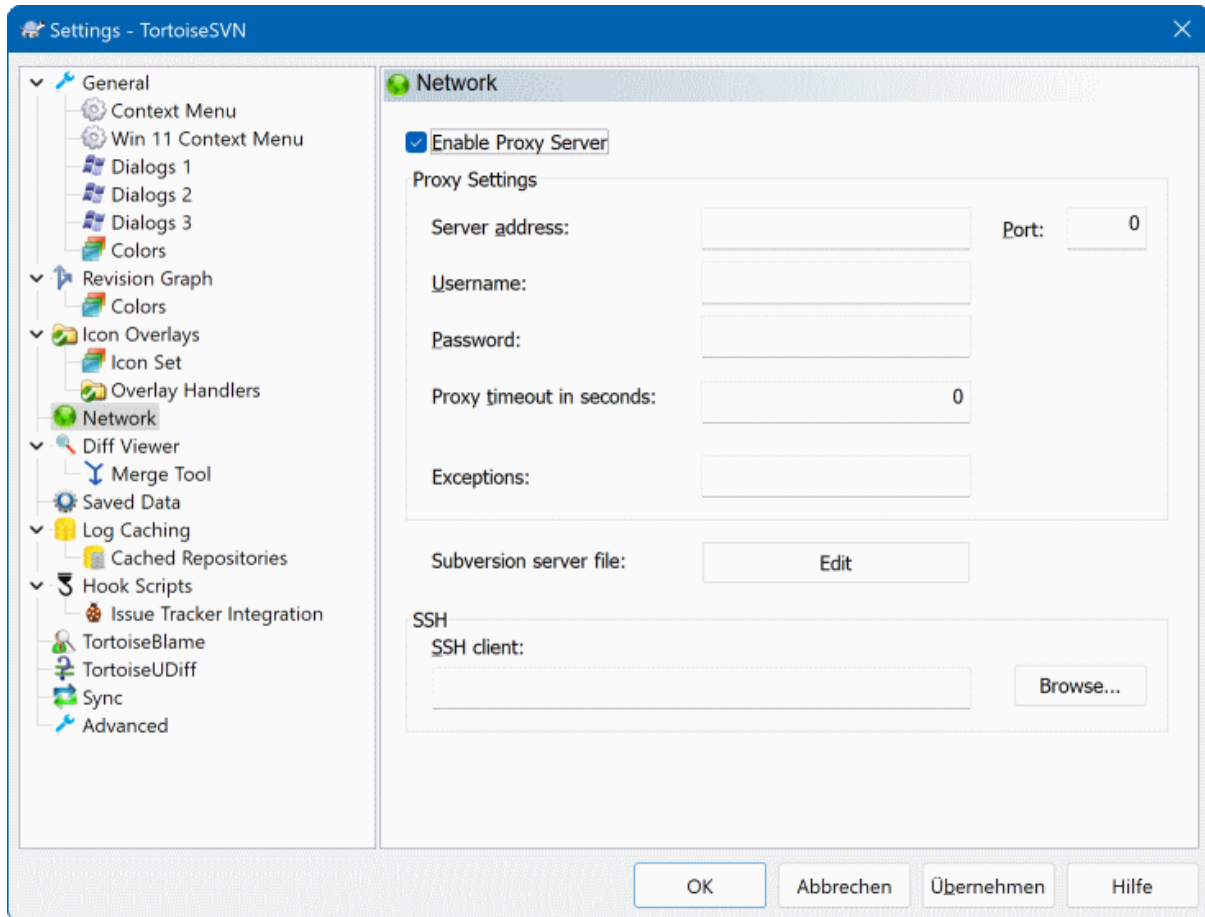 Settings - TortoiseSVN
General
Context Menu
Win 11 Context Menu
Dialogs 1
Dialogs 2
Dialogs 3
Colors
Revision Graph
Colors
Icon Overlays
Icon Set
Overlay Handlers
Network
Diff Viewer
Merge Tool
Saved Data
Log Caching
Cached Repositories
Hook Scripts
Issue Tracker Integration
TortoiseBlame
TortoiseUDiff
Sync
Advanced
Network
Enable Proxy Server
Proxy Settings
Server address:
Port: 0
Username:
Password:
Proxy timeout in seconds: 0
Exceptions:
Subversion server file: Edit
SSH
SSH client:
Browse...
OK Abbrechen Übernehmen Hilfe